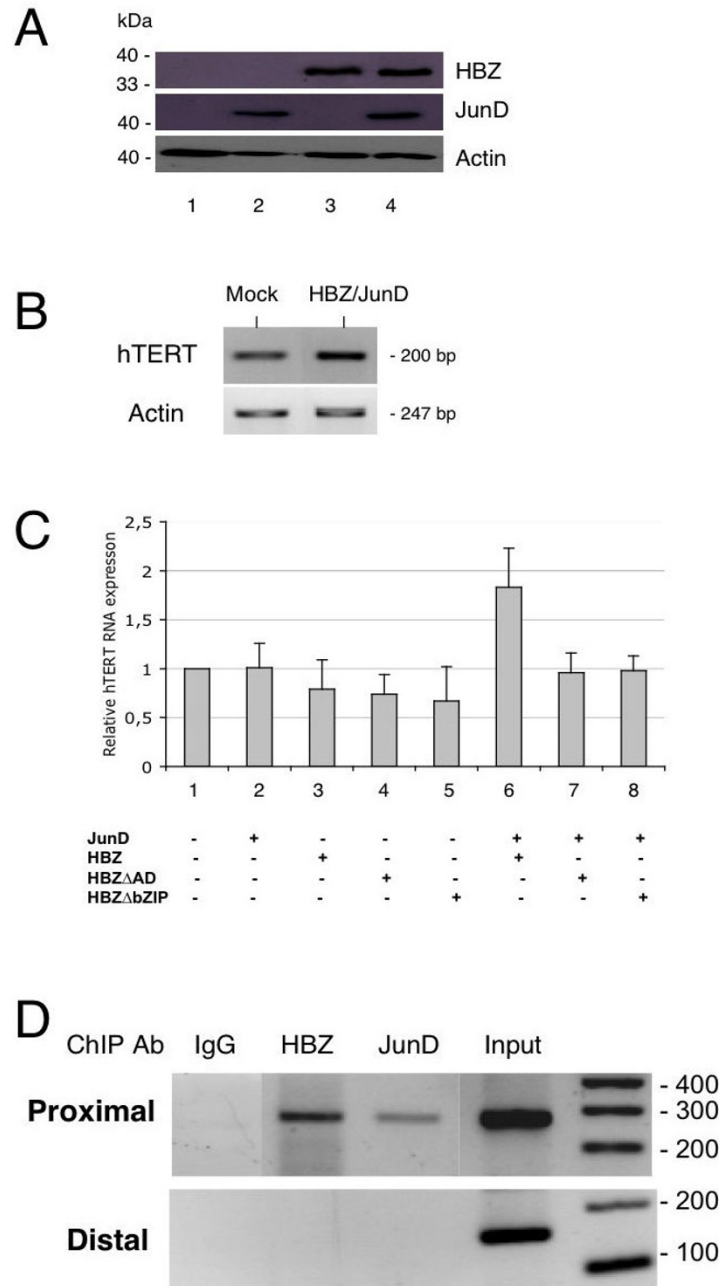 A
kDa
40 -
33 -
HBZ
40 -
JunD
40 -
Actin
1 2 3 4
B
Mock HBZ/JunD
hTERT - 200 bp
Actin - 247 bp
C
Relative hTERT RNA expresson
2,5
2
1,5
1
0,5
0
1 2 3 4 5 6 7 8
JunD - + - - - + + +
HBZ - - + - - + - -
HBZΔAD - - - + - - + -
HBZΔbZIP - - - - + - - +
D
ChIP Ab IgG HBZ JunD Input
Proximal
- 400
- 300
- 200
Distal
- 200
- 100